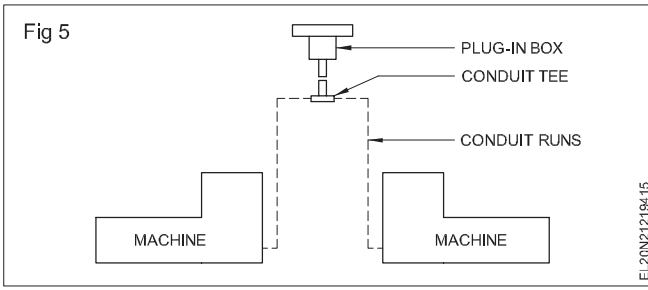 Fig 5
PLUG-IN BOX
CONDUIT TEE
CONDUIT RUNS
MACHINE
MACHINE
EL20N21219415